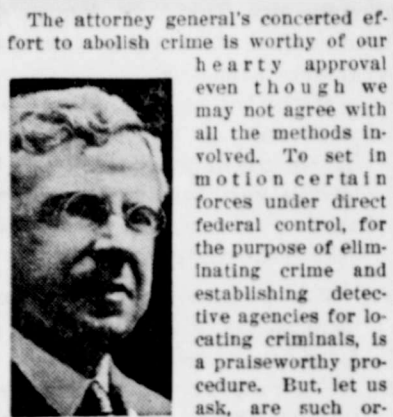 The attorney general's concerted ef-
fort to abolish crime is worthy of our
hearty approval
even though we
may not agree with
all the methods in-
volved. To set in
motion certain
forces under direct
federal control, for
the purpose of elim-
inating crime and
establishing detec-
tive agencies for lo-
cating criminals, is
a praiseworthy pro-
cedure. But, let us
ask, are such or-